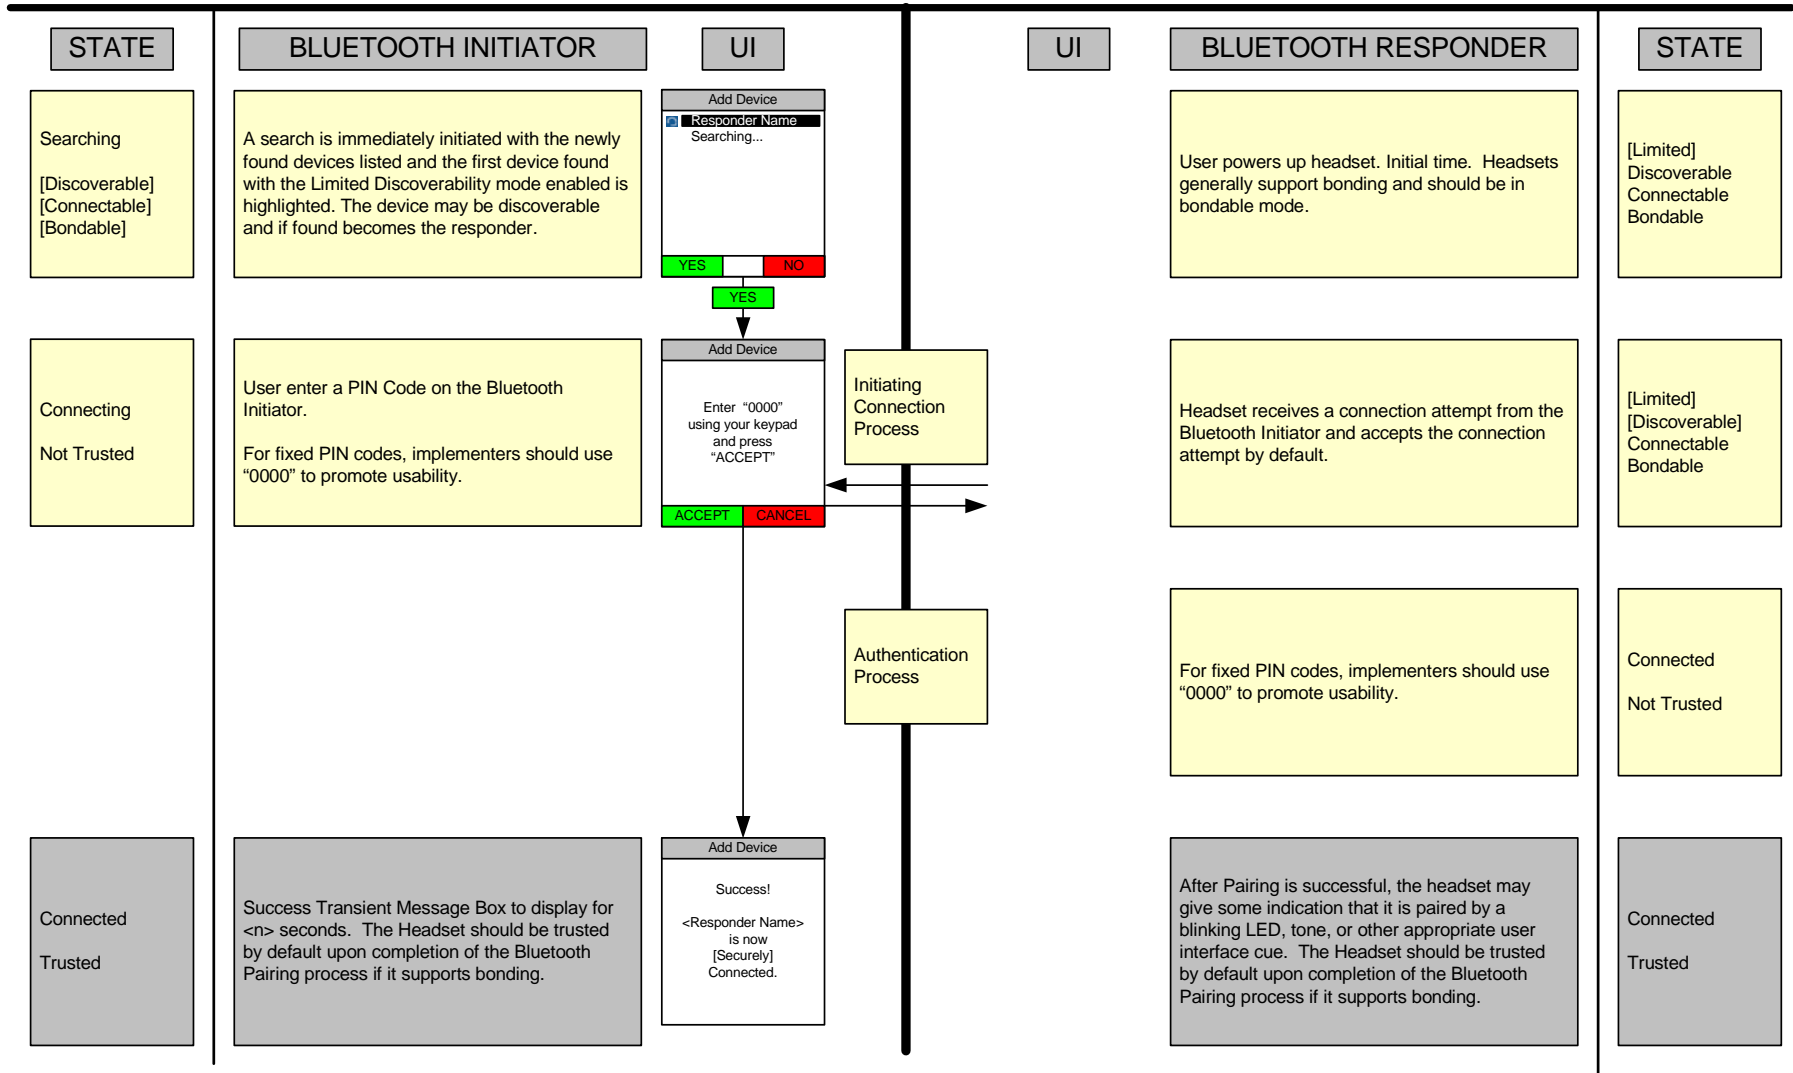 STATE
BLUETOOTH INITIATOR
UI
UI
BLUETOOTH RESPONDER
STATE
Searching
[Discoverable]
[Connectable]
[Bondable]
A search is immediately initiated with the newly
found devices listed and the first device found
with the Limited Discoverability mode enabled is
highlighted. The device may be discoverable
and if found becomes the responder.
Add Device
Responder Name
Searching...
YES
NO
YES
User powers up headset. Initial time. Headsets
generally support bonding and should be in
bondable mode.
[Limited]
Discoverable
Connectable
Bondable
Connecting
Not Trusted
User enter a PIN Code on the Bluetooth
Initiator.
For fixed PIN codes, implementers should use
“0000” to promote usability.
Add Device
Enter “0000”
using your keypad
and press
“ACCEPT”
ACCEPT
CANCEL
Initiating
Connection
Process
Headset receives a connection attempt from the
Bluetooth Initiator and accepts the connection
attempt by default.
[Limited]
[Discoverable]
Connectable
Bondable
Authentication
Process
For fixed PIN codes, implementers should use
“0000” to promote usability.
Connected
Not Trusted
Connected
Trusted
Success Transient Message Box to display for
<n> seconds. The Headset should be trusted
by default upon completion of the Bluetooth
Pairing process if it supports bonding.
Add Device
Success!
<Responder Name>
is now
[Securely]
Connected.
After Pairing is successful, the headset may
give some indication that it is paired by a
blinking LED, tone, or other appropriate user
interface cue. The Headset should be trusted
by default upon completion of the Bluetooth
Pairing process if it supports bonding.
Connected
Trusted